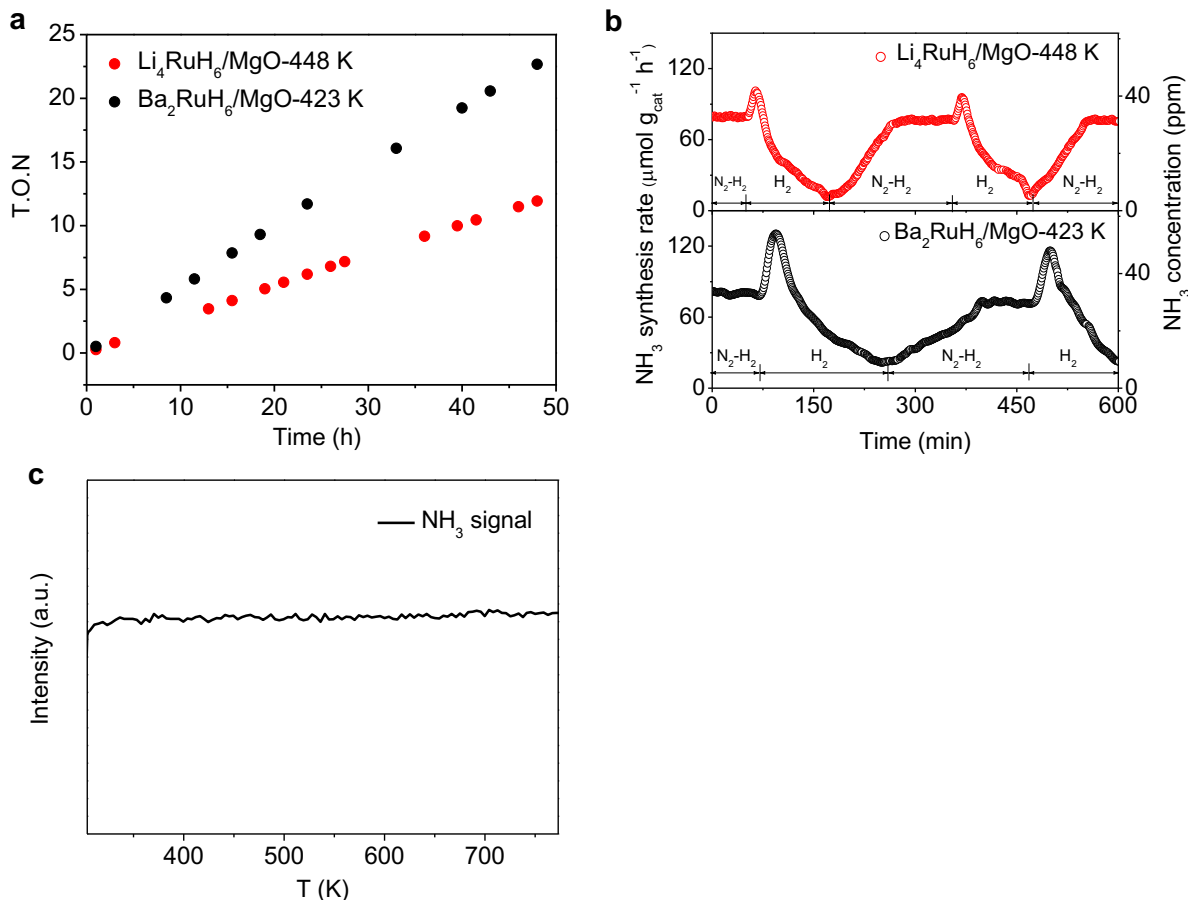 a
25
20
15
10
5
0
T.O.N
Li₄RuH₆/MgO-448 K
Ba₂RuH₆/MgO-423 K
0 10 20 30 40 50
Time (h)
b
Li₄RuH₆/MgO-448 K
120
60
0
40
0
N₂-H₂ H₂ N₂-H₂ H₂ N₂-H₂
Ba₂RuH₆/MgO-423 K
120
60
0
40
0
N₂-H₂ H₂ N₂-H₂ H₂
NH₃ synthesis rate (μmol g_cat⁻¹ h⁻¹)
NH₃ concentration (ppm)
0 150 300 450 600
Time (min)
c
NH₃ signal
Intensity (a.u.)
400 500 600 700
T (K)